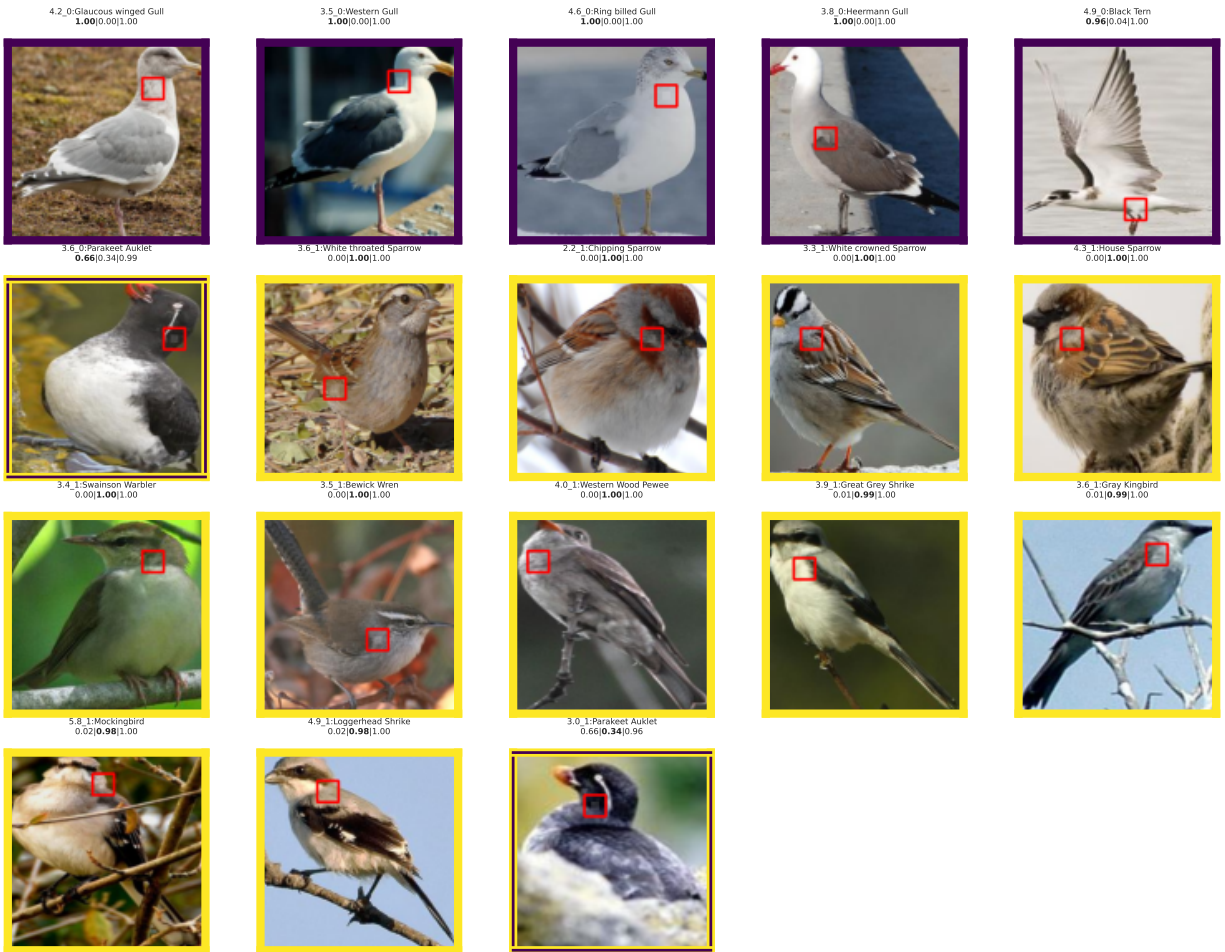 4.2_0:Glaucous winged Gull
1.00|0.00|1.00
3.5_0:Western Gull
1.00|0.00|1.00
4.6_0:Ring billed Gull
1.00|0.00|1.00
3.8_0:Heermann Gull
1.00|0.00|1.00
4.9_0:Black Tern
0.96|0.04|1.00
3.6_0:Parakeet Auklet
0.66|0.34|0.99
3.6_1:White throated Sparrow
0.00|1.00|1.00
2.2_1:Chipping Sparrow
0.00|1.00|1.00
3.3_1:White crowned Sparrow
0.00|1.00|1.00
4.3_1:House Sparrow
0.00|1.00|1.00
3.4_1:Swainson Warbler
0.00|1.00|1.00
3.5_1:Bewick Wren
0.00|1.00|1.00
4.0_1:Western Wood Pewee
0.00|1.00|1.00
3.9_1:Great Grey Shrike
0.01|0.99|1.00
3.6_1:Gray Kingbird
0.01|0.99|1.00
5.8_1:Mockingbird
0.02|0.98|1.00
4.9_1:Loggerhead Shrike
0.02|0.98|1.00
3.0_1:Parakeet Auklet
0.66|0.34|0.96